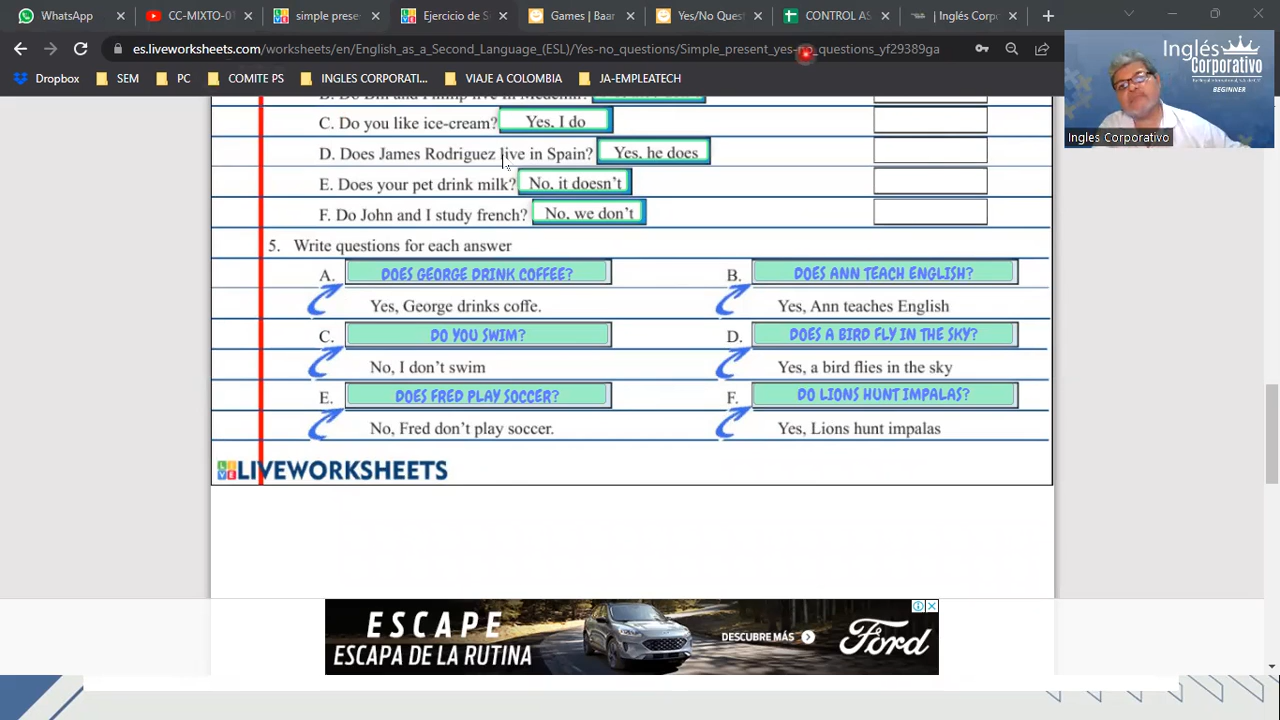 WhatsApp
CC-MIXTO-01
simple prese
Ejercicio de S
Games | Baar
Yes/No Ques
CONTROL AS
| Inglés Corp
es.liveworksheets.com/worksheets/en/English_as_a_Second_Language_(ESL)/Yes-no_questions/Simple_present_yes-no_questions_yf29389ga
Dropbox
SEM
PC
COMITE PS
INGLES CORPORATI...
VIAJE A COLOMBIA
JA-EMPLEATECH
Inglés
Corporativo
BEGINNER
Ingles Corporativo
C. Do you like ice-cream? Yes, I do
D. Does James Rodriguez live in Spain? Yes, he does
E. Does your pet drink milk? No, it doesn't
F. Do John and I study french? No, we don't
5. Write questions for each answer
A. DOES GEORGE DRINK COFFEE?
Yes, George drinks coffe.
B. DOES ANN TEACH ENGLISH?
Yes, Ann teaches English
C. DO YOU SWIM?
No, I don't swim
D. DOES A BIRD FLY IN THE SKY?
Yes, a bird flies in the sky
E. DOES FRED PLAY SOCCER?
No, Fred don't play soccer.
F. DO LIONS HUNT IMPALAS?
Yes, Lions hunt impalas
LIVEWORKSHEETS
ESCAPE
ESCAPA DE LA RUTINA
DESCUBRE MÁS
Ford